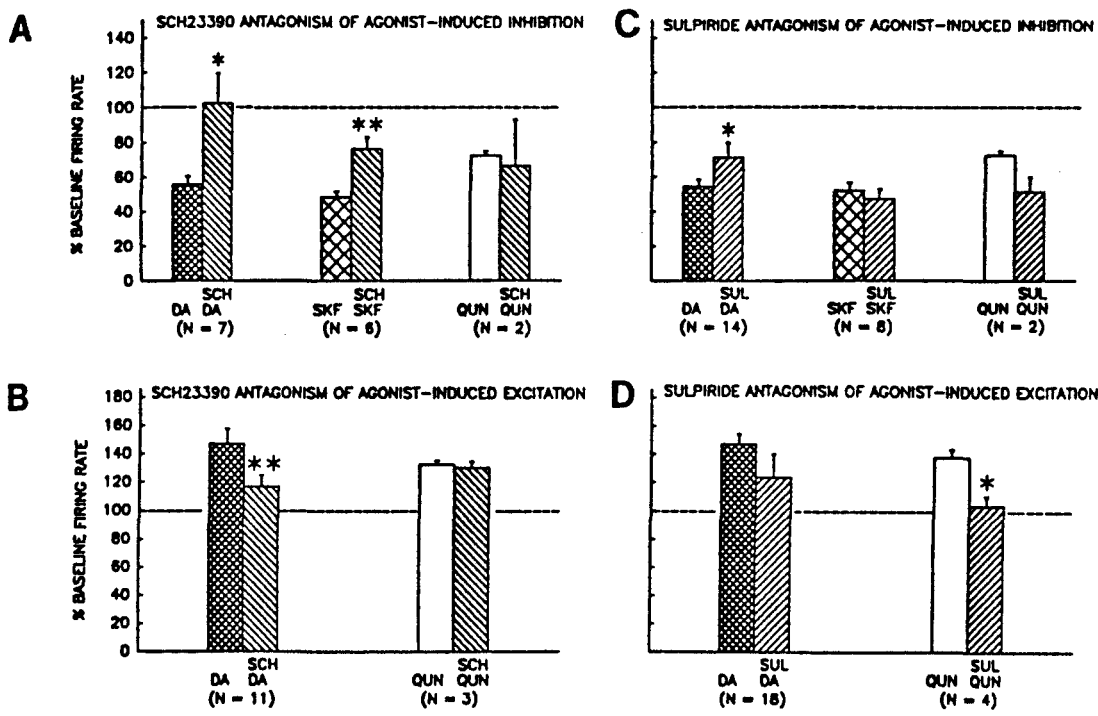 A
SCH23390 ANTAGONISM OF AGONIST-INDUCED INHIBITION
% BASELINE FIRING RATE
140
120
100
80
60
40
20
0
*
**
SCH SCH SCH
DA DA SKF SKF QUN QUN
(N = 7) (N = 6) (N = 2)
C
SULPIRIDE ANTAGONISM OF AGONIST-INDUCED INHIBITION
*
SUL SUL SUL
DA DA SKF SKF QUN QUN
(N = 14) (N = 8) (N = 2)
B
SCH23390 ANTAGONISM OF AGONIST-INDUCED EXCITATION
% BASELINE FIRING RATE
180
160
140
120
100
80
60
40
20
0
**
SCH SCH
DA DA QUN QUN
(N = 11) (N = 3)
D
SULPIRIDE ANTAGONISM OF AGONIST-INDUCED EXCITATION
*
SUL SUL
DA DA QUN QUN
(N = 18) (N = 4)